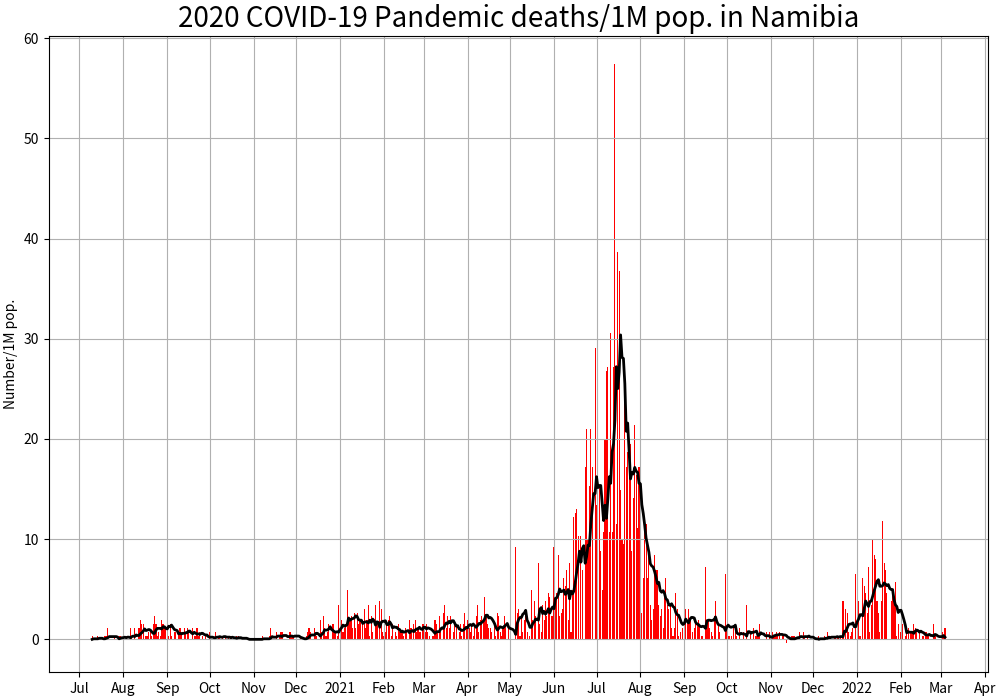 2020 COVID-19 Pandemic deaths/1M pop. in Namibia
Number/1M pop.
60
50
40
30
20
10
0
Jul Aug Sep Oct Nov Dec 2021 Feb Mar Apr May Jun Jul Aug Sep Oct Nov Dec 2022 Feb Mar Apr